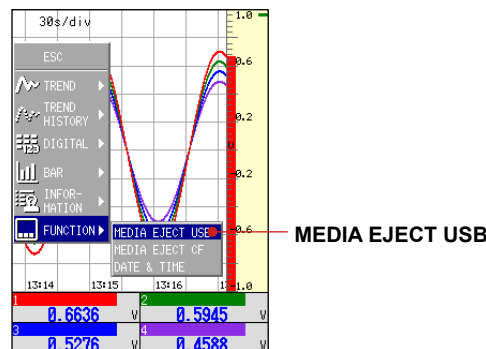 30s/div
1.0
ESC
0.6
TREND
TREND
HISTORY
0.2
DIGITAL
BAR
0.2
INFOR-
MATION
FUNCTION
MEDIA EJECT USB
0.6
MEDIA EJECT USB
MEDIA EJECT CF
DATE & TIME
13:14
13:15
13:16
1.0
1
0.6636
V
2
0.5945
V
3
0.5276
V
4
0.4588
V